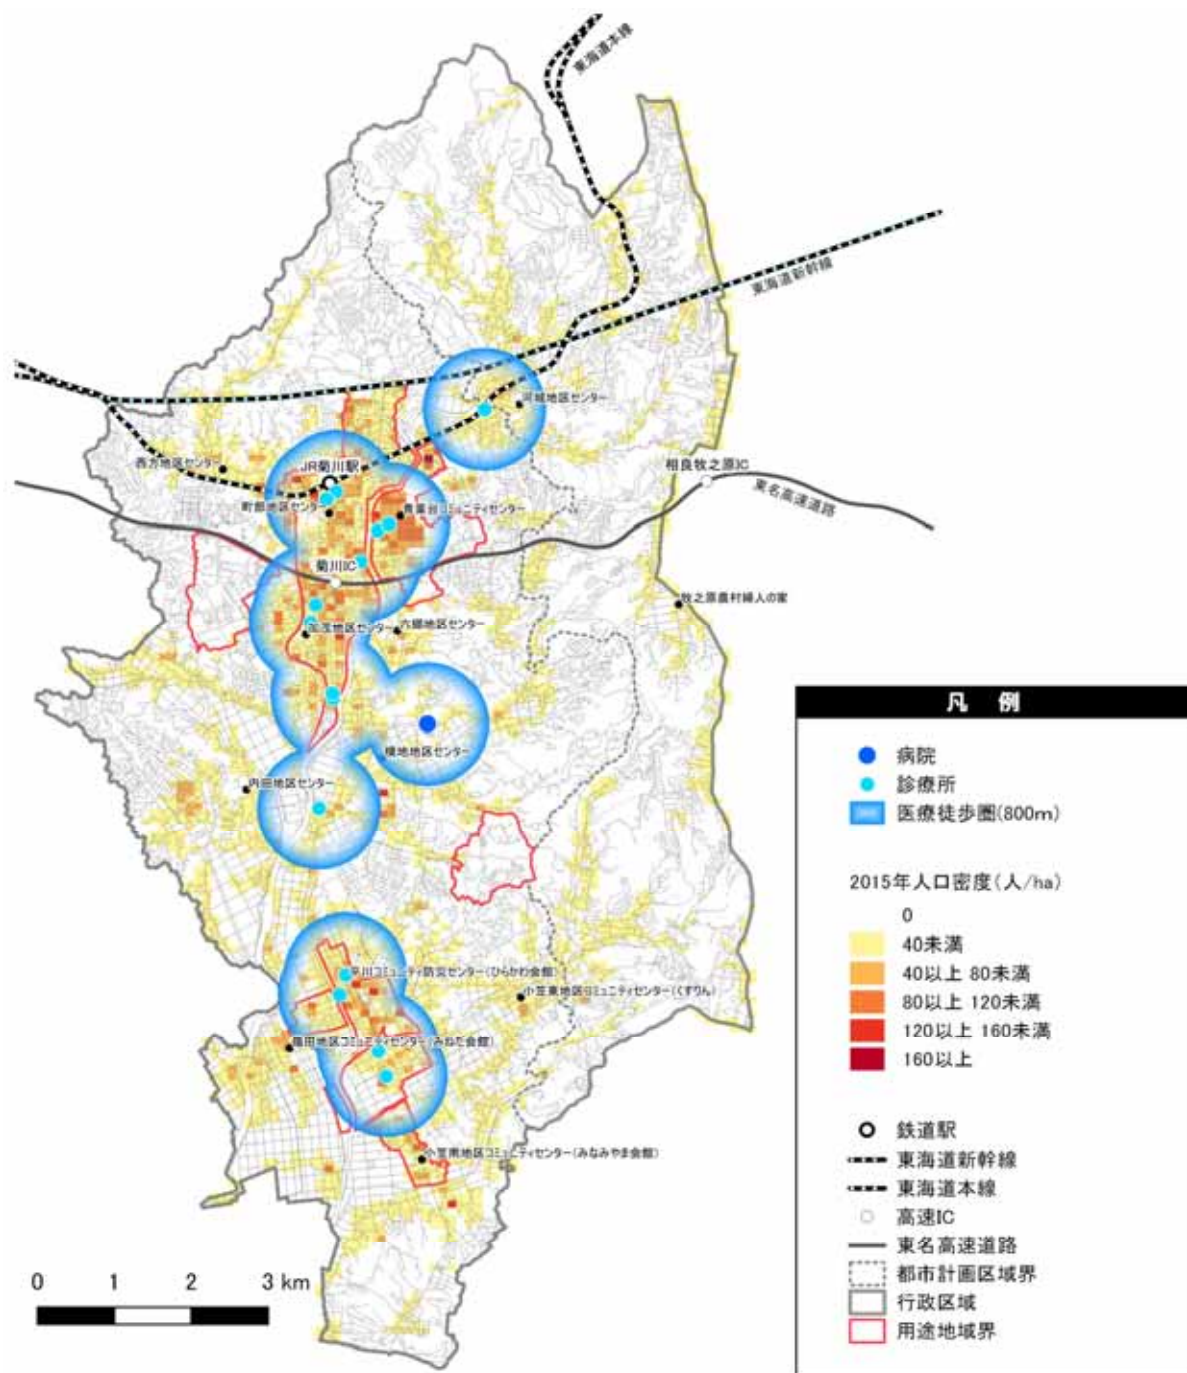 東海道本線
東海道新幹線
河城地区センター
西方地区センター
JR菊川駅
相良牧之原IC
東名高速道路
町部地区センター
青葉台コミュニティセンター
菊川IC
牧之原農村婦人の家
加茂地区センター
六郷地区センター
横地地区センター
内田地区センター
平川コミュニティ防災センター(ひらかわ会館)
小笠東地区コミュニティセンター(くすりん)
嶺田地区コミュニティセンター(みねだ会館)
小笠南地区コミュニティセンター(みなみやま会館)
0 1 2 3 km
凡 例
病院
診療所
医療徒歩圏(800m)
2015年人口密度(人/ha)
0
40未満
40以上 80未満
80以上 120未満
120以上 160未満
160以上
鉄道駅
東海道新幹線
東海道本線
高速IC
東名高速道路
都市計画区域界
行政区域
用途地域界